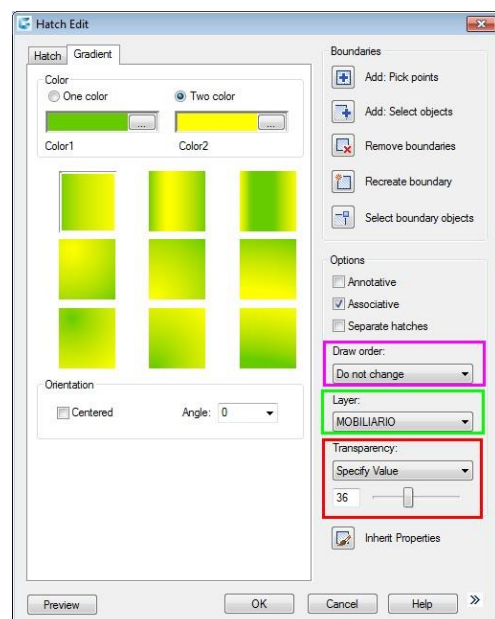 Hatch Edit
Hatch
Gradient
Color
One color
Two color
...
...
Color1
Color2
Orientation
Centered
Angle: 0
Preview
Boundaries
Add: Pick points
Add: Select objects
Remove boundaries
Recreate boundary
Select boundary objects
Options
Annotative
Associative
Separate hatches
Draw order:
Do not change
Layer:
MOBILIARIO
Transparency:
Specify Value
36
Inherit Properties
OK
Cancel
Help